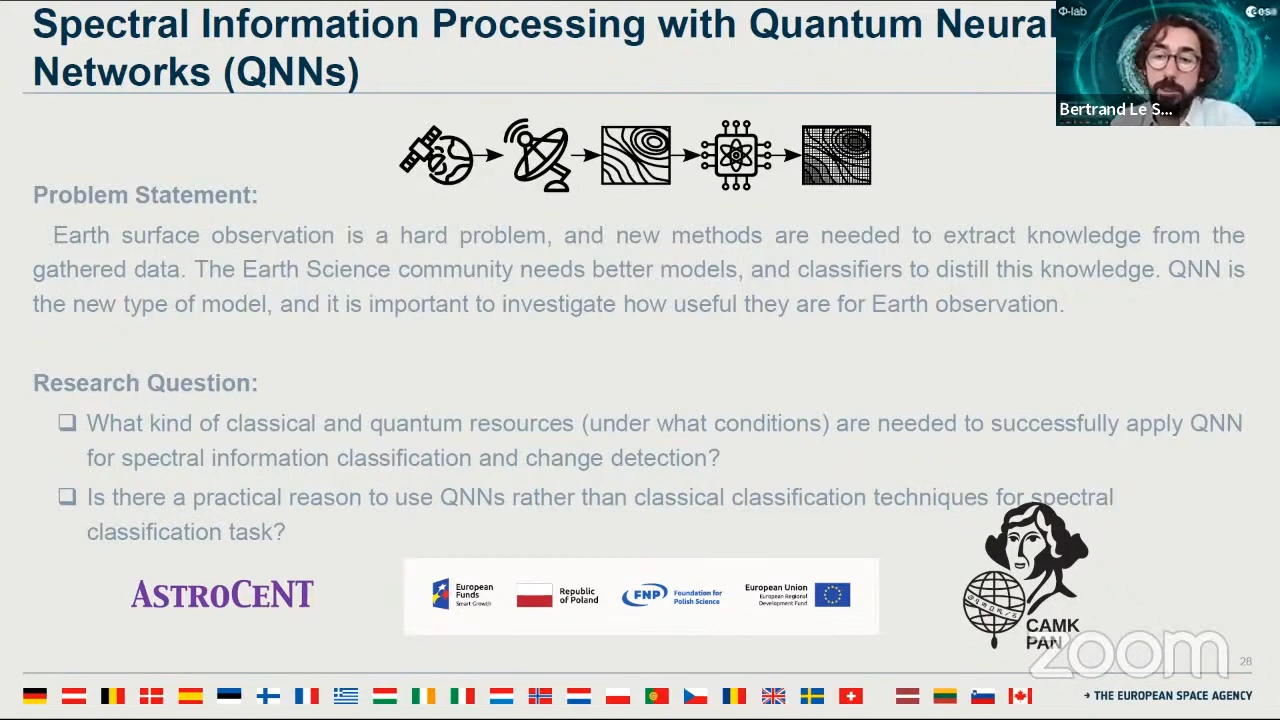 Spectral Information Processing with Quantum Neural
Networks (QNNs)
Φ-lab
esa
Bertrand Le S...
Problem Statement:
Earth surface observation is a hard problem, and new methods are needed to extract knowledge from the
gathered data. The Earth Science community needs better models, and classifiers to distill this knowledge. QNN is
the new type of model, and it is important to investigate how useful they are for Earth observation.
Research Question:
❑ What kind of classical and quantum resources (under what conditions) are needed to successfully apply QNN
for spectral information classification and change detection?
❑ Is there a practical reason to use QNNs rather than classical classification techniques for spectral
classification task?
ASTROCENT
European
Funds
Smart Growth
Republic
of Poland
FNP
Foundation for
Polish Science
European Union
European Regional
Development Fund
CAMK
PAN
zoom
28
→ THE EUROPEAN SPACE AGENCY